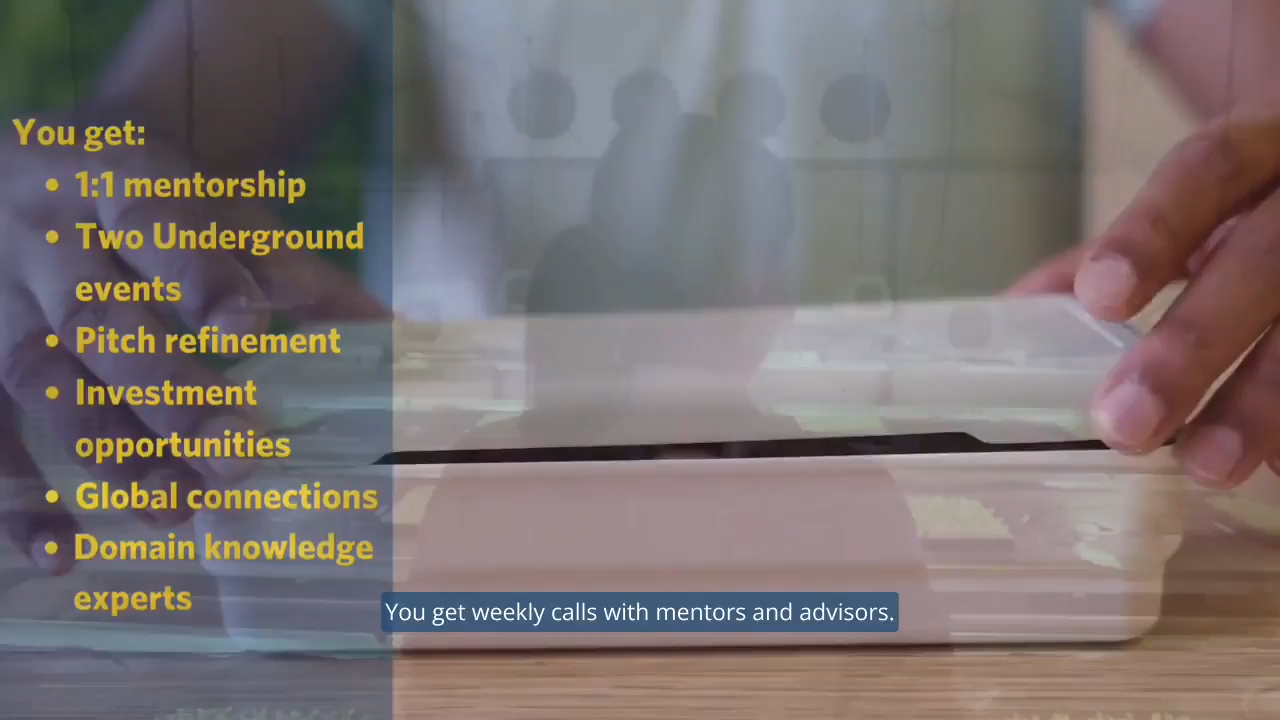 You get:
• 1:1 mentorship
• Two Underground
events
• Pitch refinement
• Investment
opportunities
• Global connections
• Domain knowledge
experts
You get weekly calls with mentors and advisors.